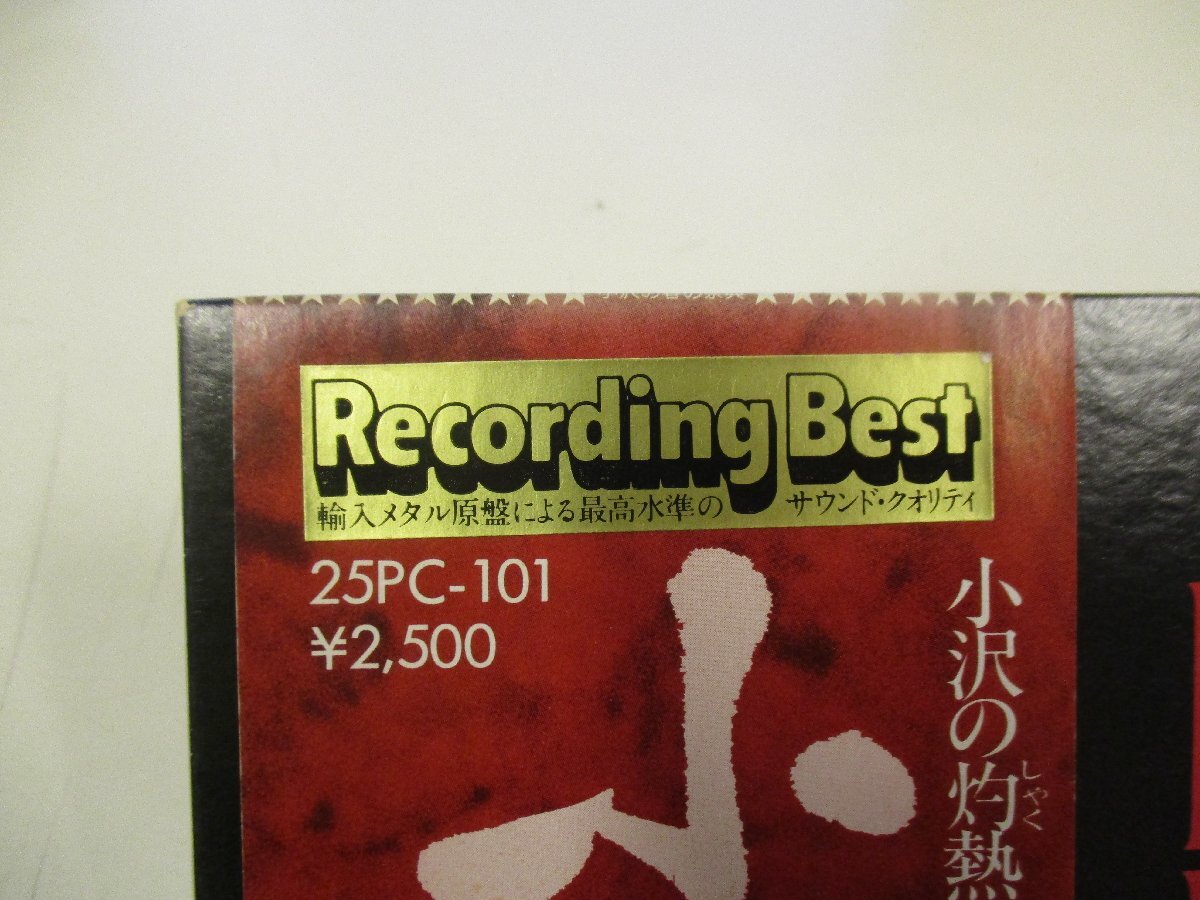 Recording Best
輸入メタル原盤による最高水準の サウンド・クオリティ
25PC-101
¥2,500
小
小沢の灼熱
しゃく